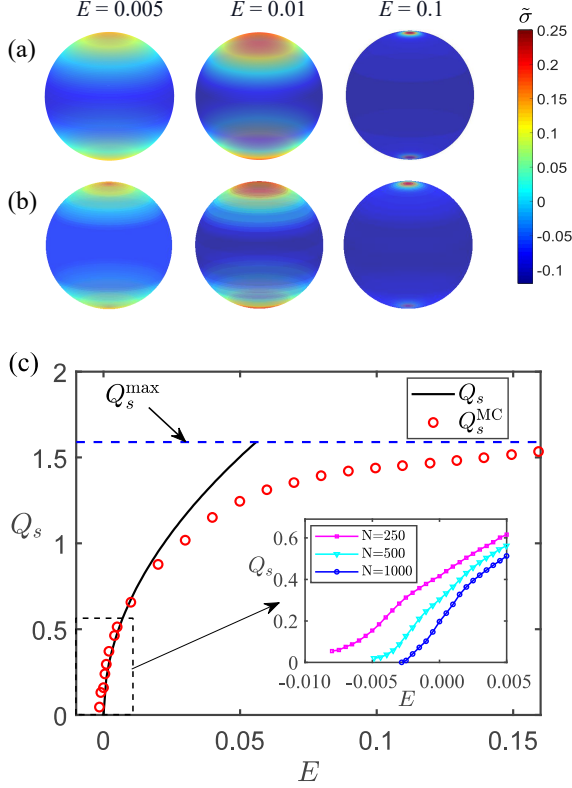 E = 0.005 E = 0.01 E = 0.1 σ̃
(a)
(b)
0.25
0.2
0.15
0.1
0.05
0
-0.05
-0.1
(c)
2
1.5
1
0.5
0
Q_s
Q_s^max
Q_s
Q_s^MC
0 0.05 0.1 0.15
E
N=250
N=500
N=1000
Q_s
0.6
0.4
0.2
0
-0.010 -0.005 0.000 0.005
E